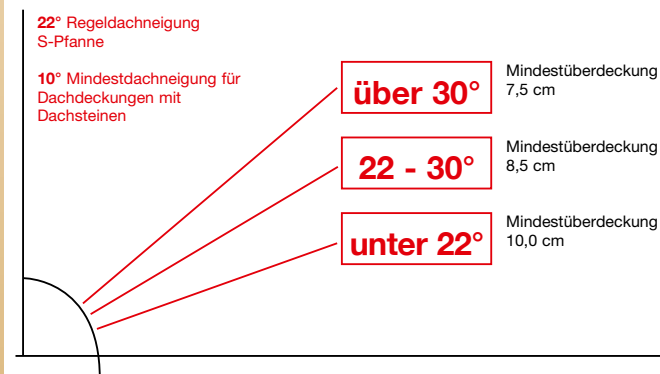 22° Regeldachneigung
S-Pfanne
10° Mindestdachneigung für
Dachdeckungen mit
Dachsteinen
über 30°
Mindestüberdeckung
7,5 cm
22 - 30°
Mindestüberdeckung
8,5 cm
unter 22°
Mindestüberdeckung
10,0 cm